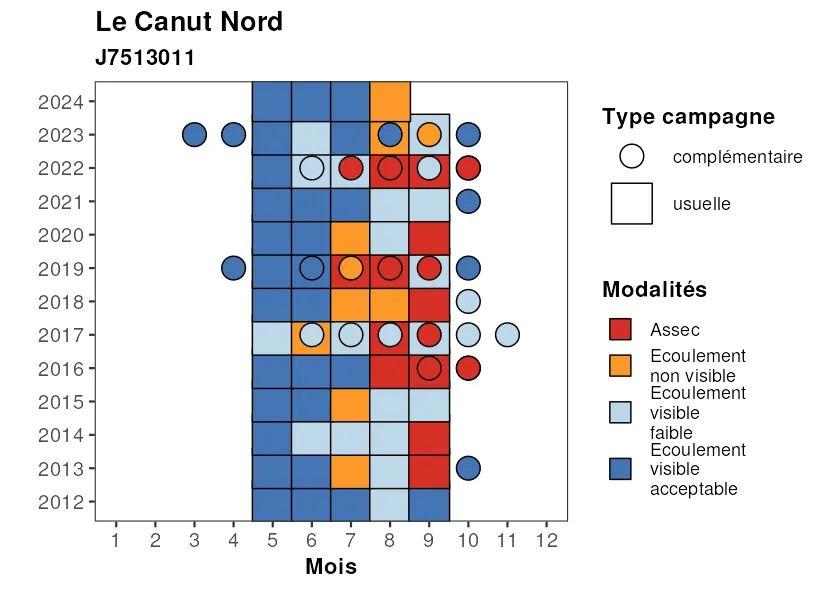 Le Canut Nord
J7513011
2024
2023
2022
2021
2020
2019
2018
2017
2016
2015
2014
2013
2012
1 2 3 4 5 6 7 8 9 10 11 12
Mois
Type campagne
complémentaire
usuelle
Modalités
Assec
Ecoulement
non visible
Ecoulement
visible
faible
Ecoulement
visible
acceptable